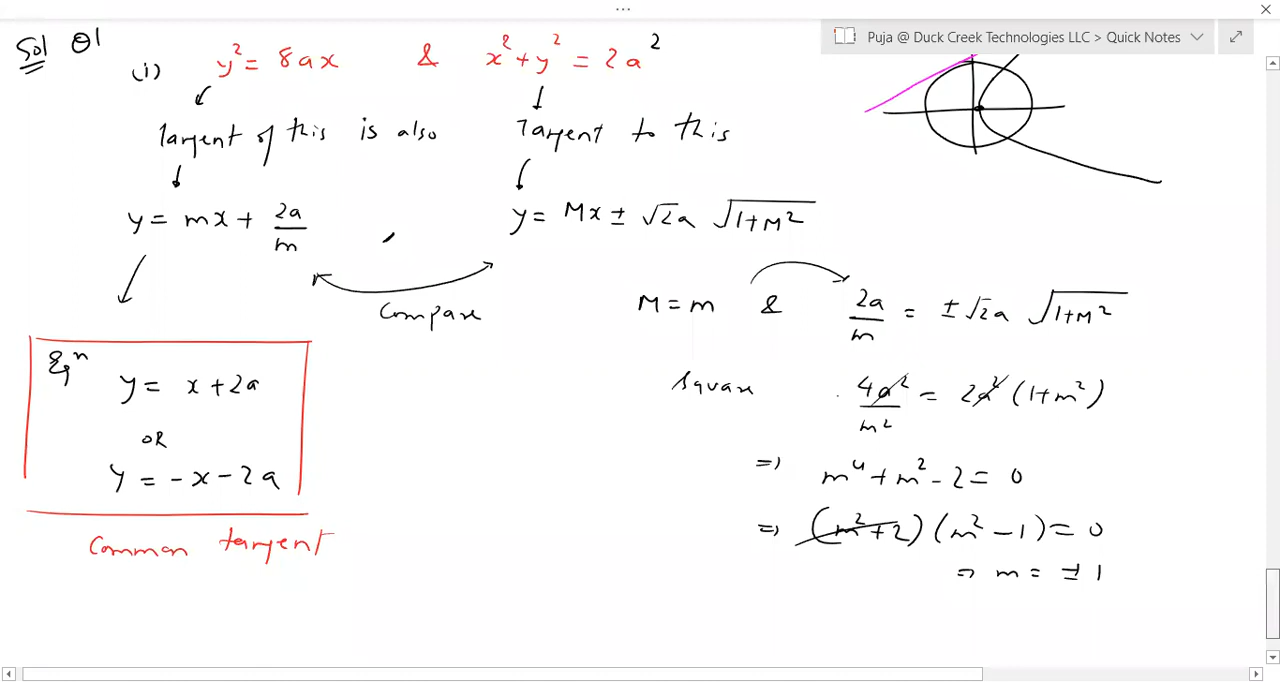 Puja @ Duck Creek Technologies LLC > Quick Notes
Sol Q1
(i) y² = 8ax & x² + y² = 2a²
Tangent of this is also Tangent to this
y = mx + 2a/m , y = Mx ± √2a √1+M²
Compare
M = m & 2a/m = ± √2a √1+M²
Square 4a²/m² = 2a² (1+m²)
=> m⁴ + m² - 2 = 0
=> (m²+2) (m² - 1) = 0
=> m = ± 1
Eqⁿ
y = x + 2a
OR
y = -x - 2a
Common tangent